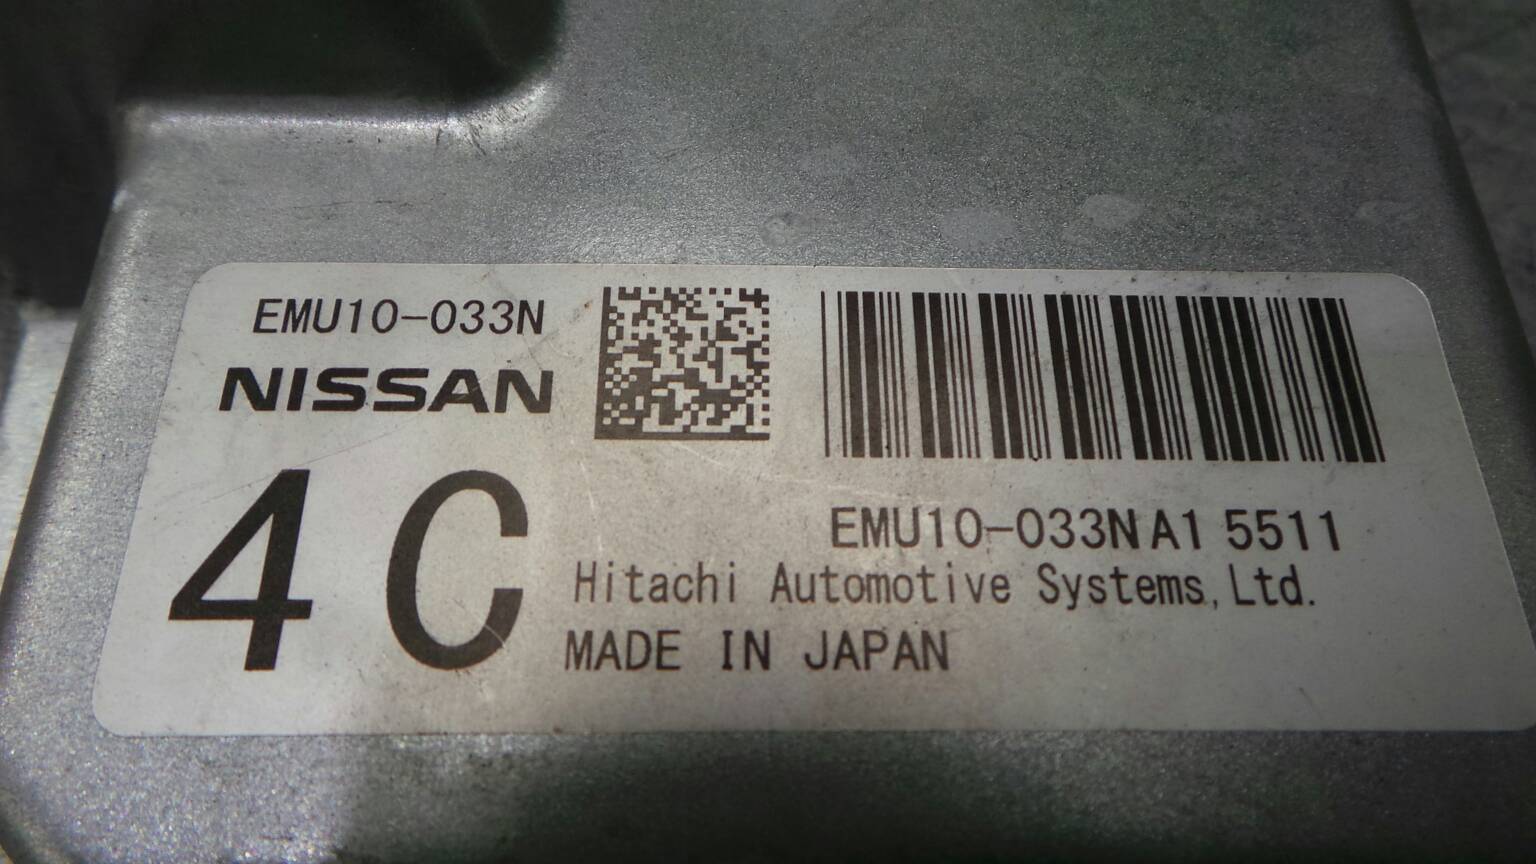 EMU10-033N
NISSAN
4C
EMU10-033NA1 5511
Hitachi Automotive Systems,Ltd.
MADE IN JAPAN